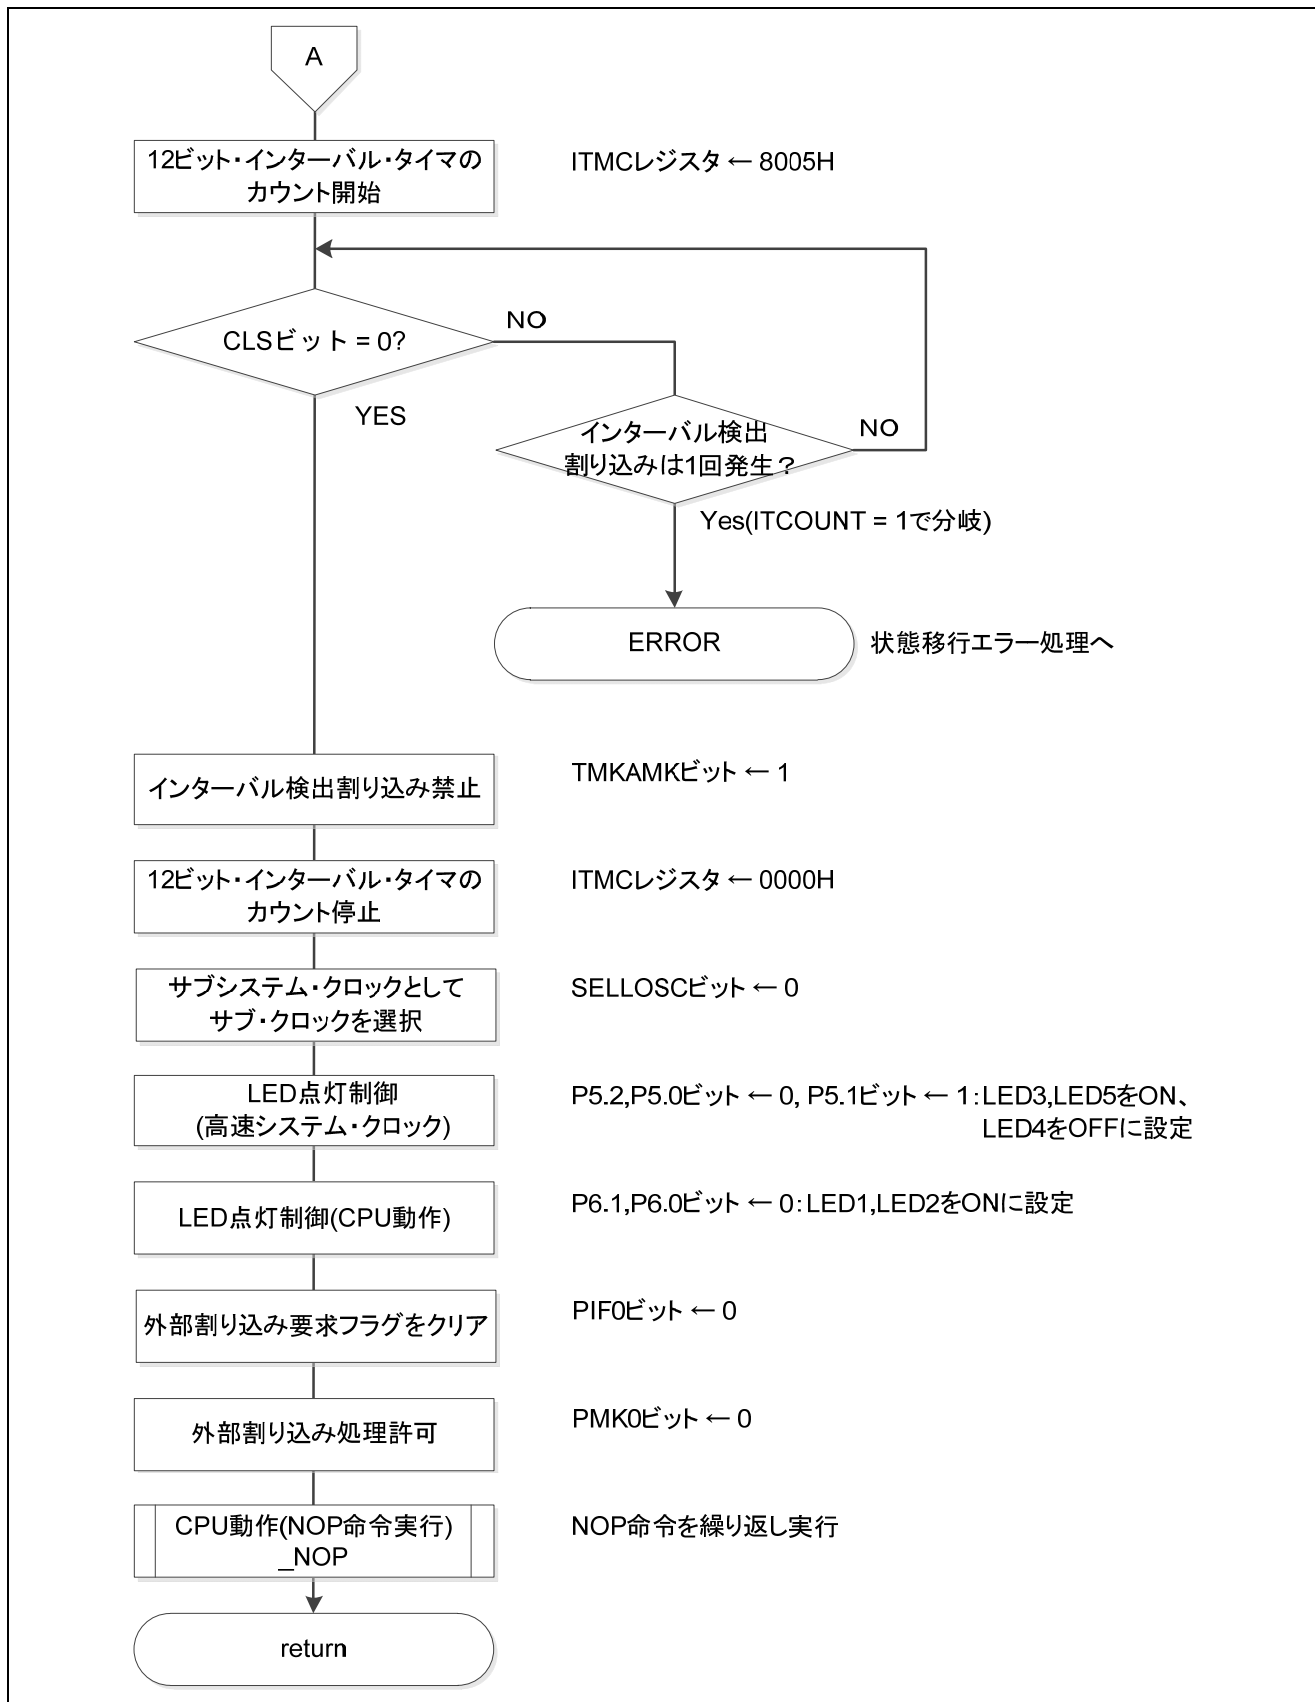 A
12ビット・インターバル・タイマの
カウント開始
ITMCレジスタ ← 8005H
CLSビット = 0?
NO
YES
インターバル検出
割り込みは1回発生?
NO
Yes(ITCOUNT = 1で分岐)
ERROR
状態移行エラー処理へ
インターバル検出割り込み禁止
TMKAMKビット ← 1
12ビット・インターバル・タイマの
カウント停止
ITMCレジスタ ← 0000H
サブシステム・クロックとして
サブ・クロックを選択
SELLOSCビット ← 0
LED点灯制御
(高速システム・クロック)
P5.2,P5.0ビット ← 0, P5.1ビット ← 1:LED3,LED5をON、
LED4をOFFに設定
LED点灯制御(CPU動作)
P6.1,P6.0ビット ← 0:LED1,LED2をONに設定
外部割り込み要求フラグをクリア
PIF0ビット ← 0
外部割り込み処理許可
PMK0ビット ← 0
CPU動作(NOP命令実行)
_NOP
NOP命令を繰り返し実行
return